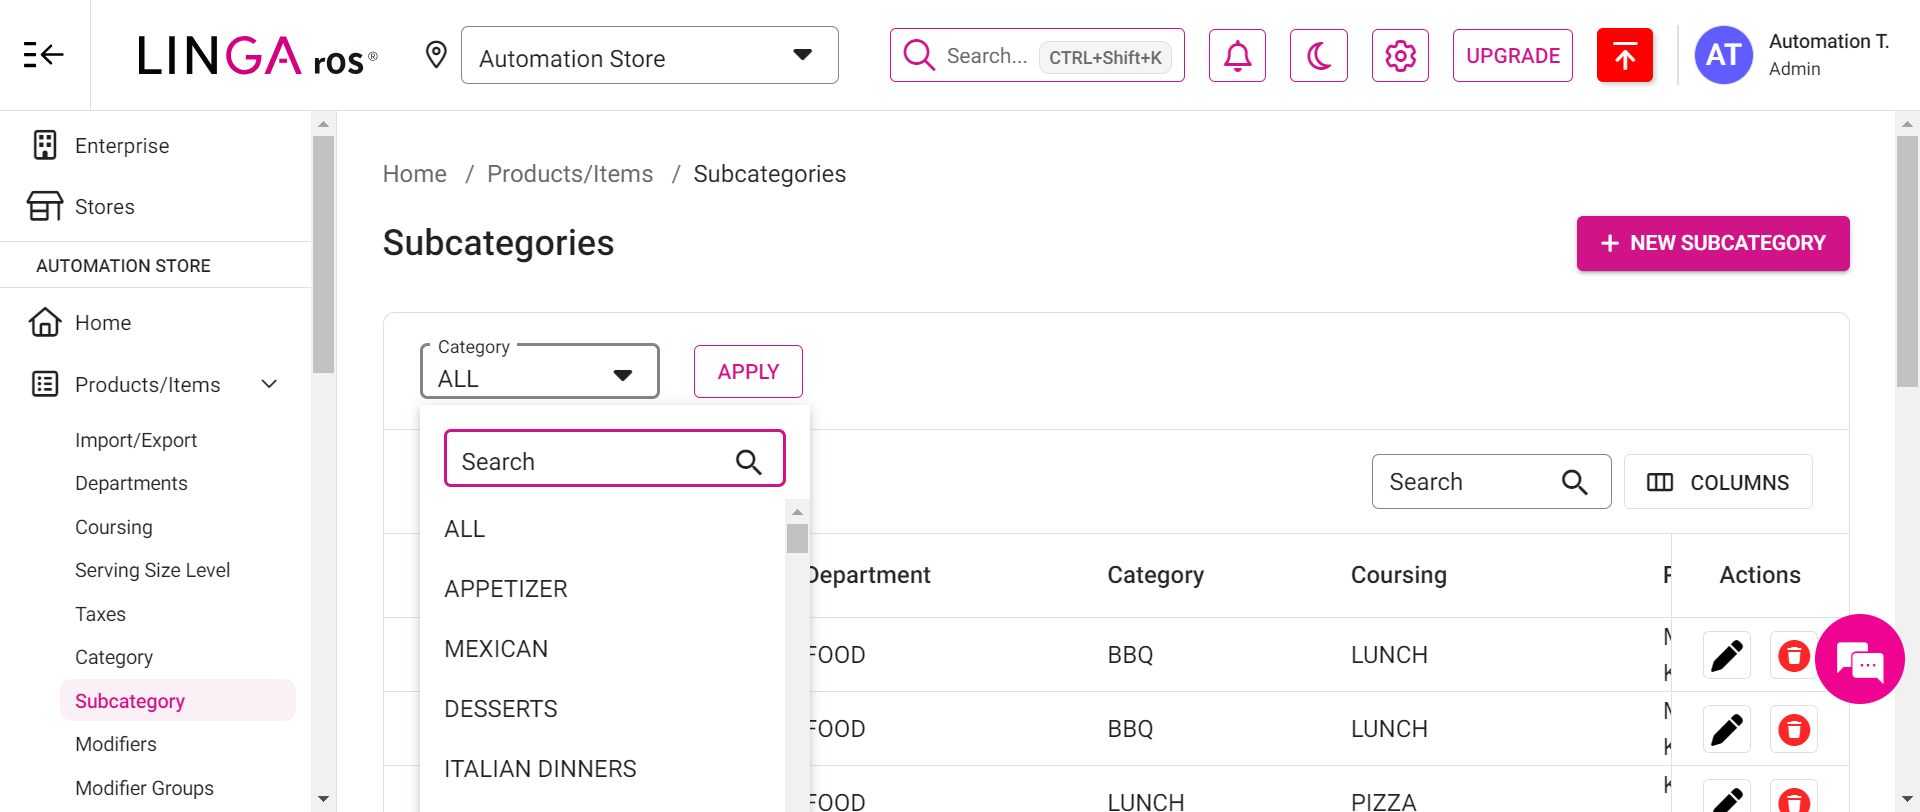 LINGA ros®
Automation Store
Search... CTRL+Shift+K
UPGRADE
AT
Automation T.
Admin
Enterprise
Stores
AUTOMATION STORE
Home
Products/Items
Import/Export
Departments
Coursing
Serving Size Level
Taxes
Category
Subcategory
Modifiers
Modifier Groups
Home / Products/Items / Subcategories
Subcategories
+ NEW SUBCATEGORY
Category
ALL
APPLY
Search
ALL
APPETIZER
MEXICAN
DESSERTS
ITALIAN DINNERS
Search
COLUMNS
Department Category Coursing Actions
FOOD BBQ LUNCH
FOOD BBQ LUNCH
FOOD LUNCH PIZZA